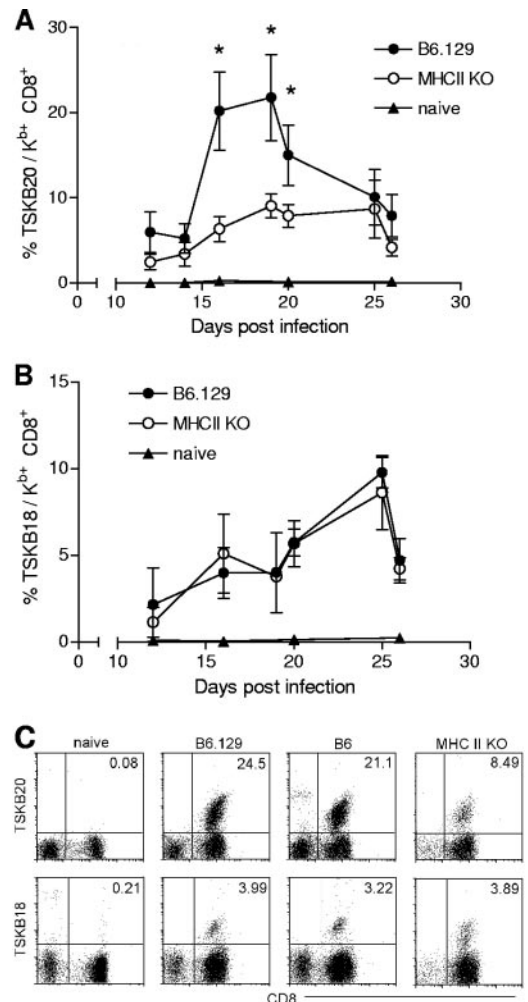 A
30
20
10
0
% TSKB20 / K^b+ CD8^+
*
*
*
B6.129
MHCII KO
naive
0
10
15
20
25
30
Days post infection
B
15
10
5
0
% TSKB18 / K^b+ CD8^+
B6.129
MHCII KO
naive
0
10
15
20
25
30
Days post infection
C
naive
B6.129
B6
MHC II KO
TSKB20
0.08
24.5
21.1
8.49
TSKB18
0.21
3.99
3.22
3.89
CD8